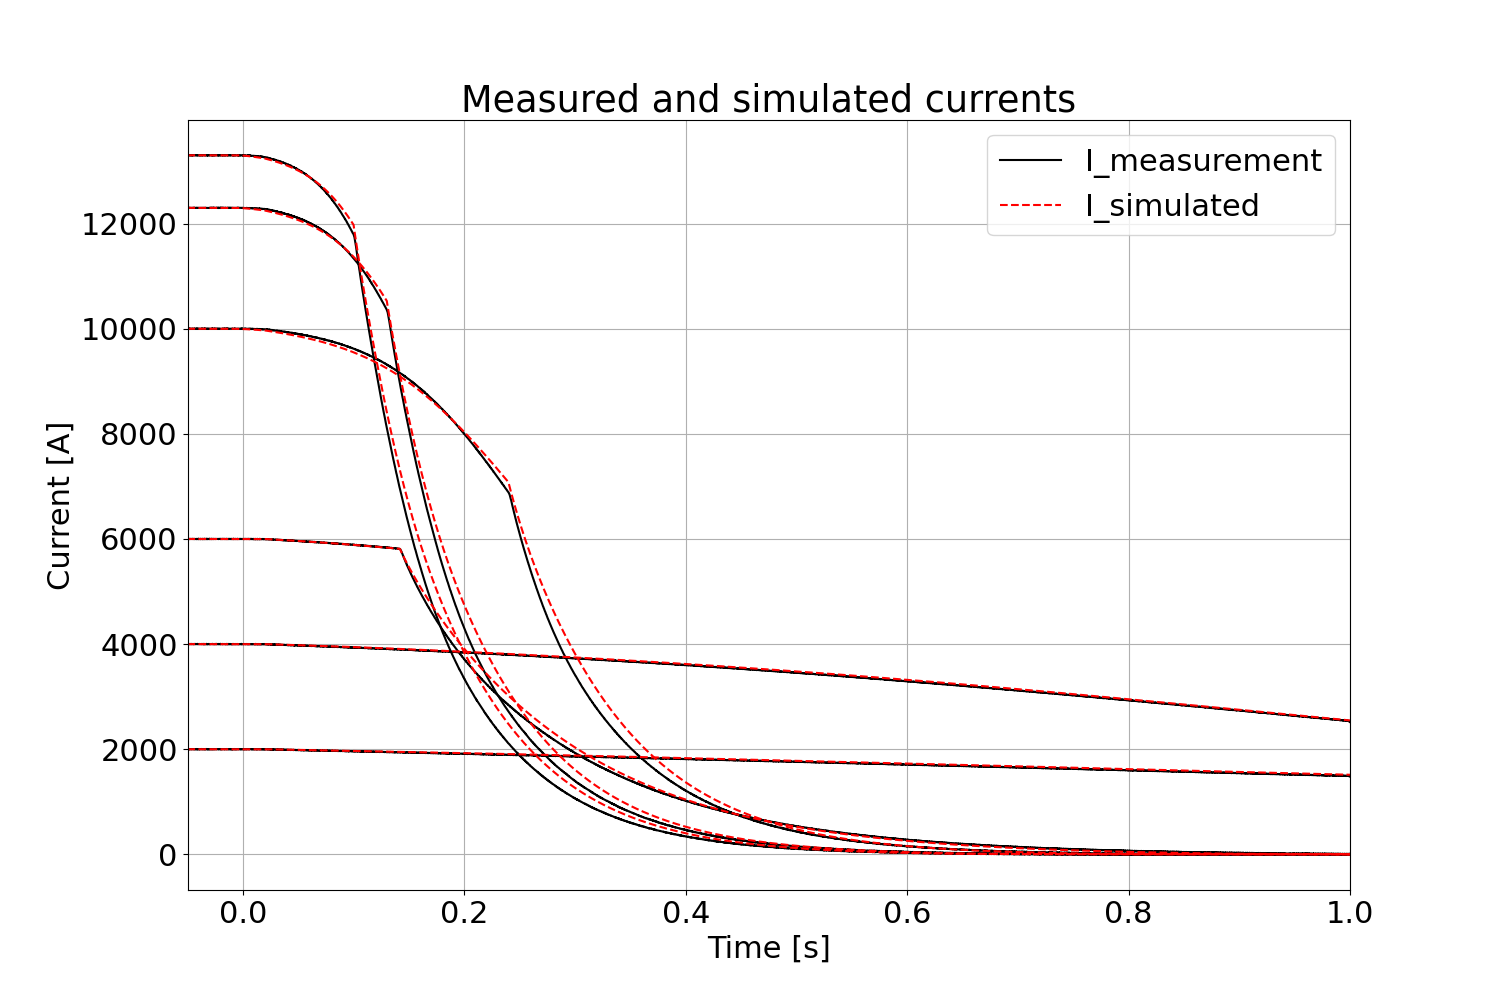 Measured and simulated currents
I_measurement
I_simulated
12000
10000
8000
6000
4000
2000
0
Current [A]
0.0 0.2 0.4 0.6 0.8 1.0
Time [s]